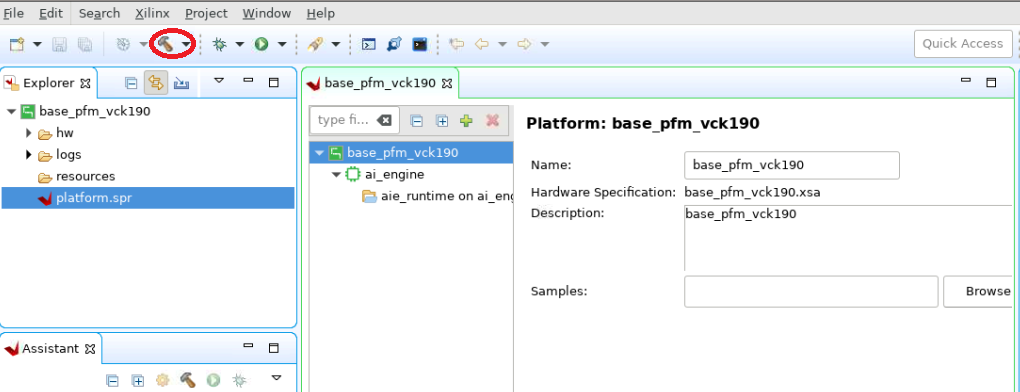 File Edit Search Xilinx Project Window Help
Quick Access
Explorer
base_pfm_vck190
hw
logs
resources
platform.spr
Assistant
base_pfm_vck190
type fi...
base_pfm_vck190
ai_engine
aie_runtime on ai_eng
Platform: base_pfm_vck190
Name: base_pfm_vck190
Hardware Specification: base_pfm_vck190.xsa
Description: base_pfm_vck190
Samples: Browse